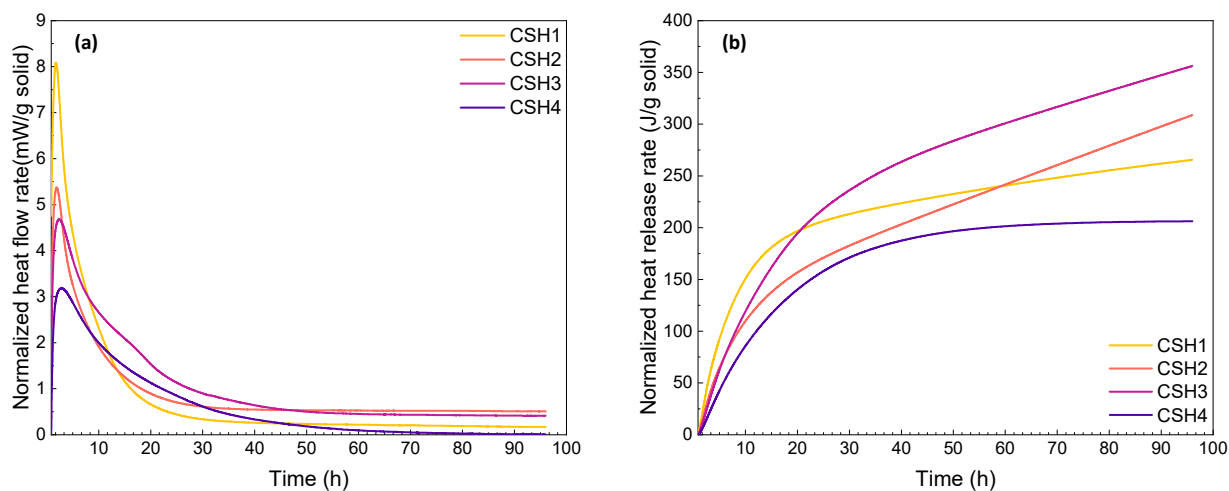 (a)
Normalized heat flow rate(mW/g solid)
9
8
7
6
5
4
3
2
1
0
CSH1
CSH2
CSH3
CSH4
10 20 30 40 50 60 70 80 90 100
Time (h)
(b)
Normalized heat release rate (J/g solid)
400
350
300
250
200
150
100
50
0
CSH1
CSH2
CSH3
CSH4
10 20 30 40 50 60 70 80 90 100
Time (h)